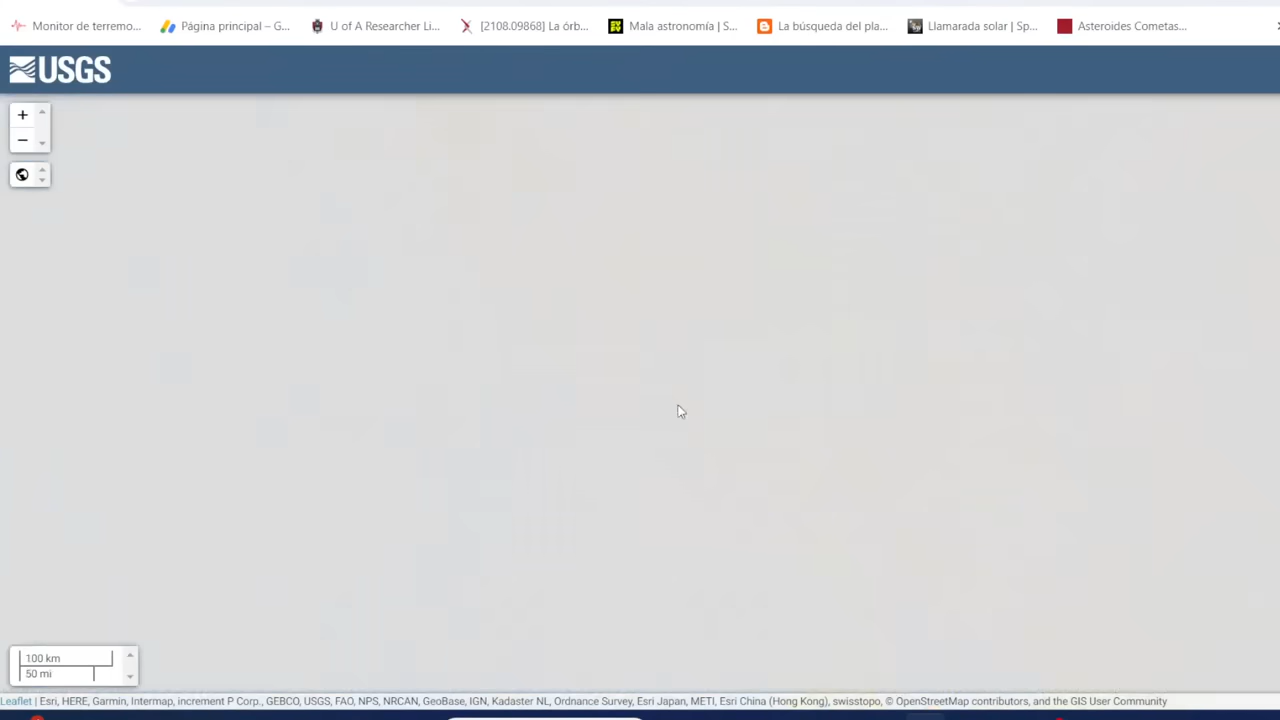 Monitor de terremo... Página principal – G... U of A Researcher Li... [2108.09868] La órb... Mala astronomía | S... La búsqueda del pla... Llamarada solar | Sp... Asteroides Cometas...
USGS
+
−
100 km
50 mi
Leaflet | Esri, HERE, Garmin, Intermap, increment P Corp., GEBCO, USGS, FAO, NPS, NRCAN, GeoBase, IGN, Kadaster NL, Ordnance Survey, Esri Japan, METI, Esri China (Hong Kong), swisstopo, © OpenStreetMap contributors, and the GIS User Community